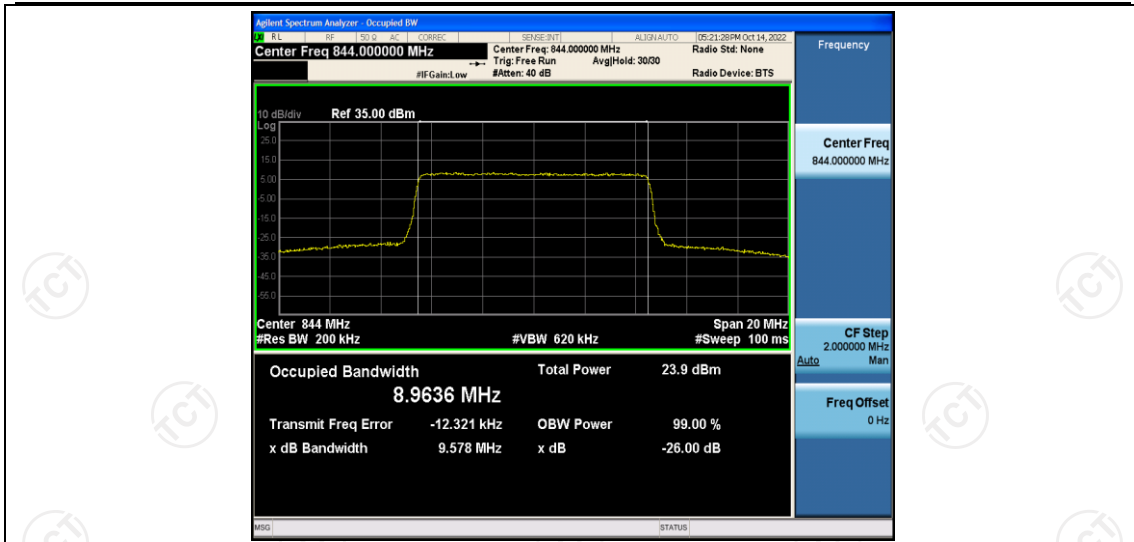 Agilent Spectrum Analyzer - Occupied BW
LXI RL RF 50 Ω AC CORREC SENSE:INT ALIGN AUTO 05:21:28PM Oct 14, 2022
Center Freq 844.000000 MHz Center Freq: 844.000000 MHz Radio Std: None
Trig: Free Run Avg|Hold: 30/30
#IFGain:Low #Atten: 40 dB Radio Device: BTS
Frequency
10 dB/div Ref 35.00 dBm
Log
25.0
15.0
5.00
-5.00
-15.0
-25.0
-35.0
-45.0
-55.0
Center Freq
844.000000 MHz
Center 844 MHz Span 20 MHz
#Res BW 200 kHz #VBW 620 kHz #Sweep 100 ms
CF Step
2.000000 MHz
Auto Man
Occupied Bandwidth Total Power 23.9 dBm
8.9636 MHz
Transmit Freq Error -12.321 kHz OBW Power 99.00 %
x dB Bandwidth 9.578 MHz x dB -26.00 dB
Freq Offset
0 Hz
MSG STATUS
TCT
TCT
TCT
TCT
TCT
TCT